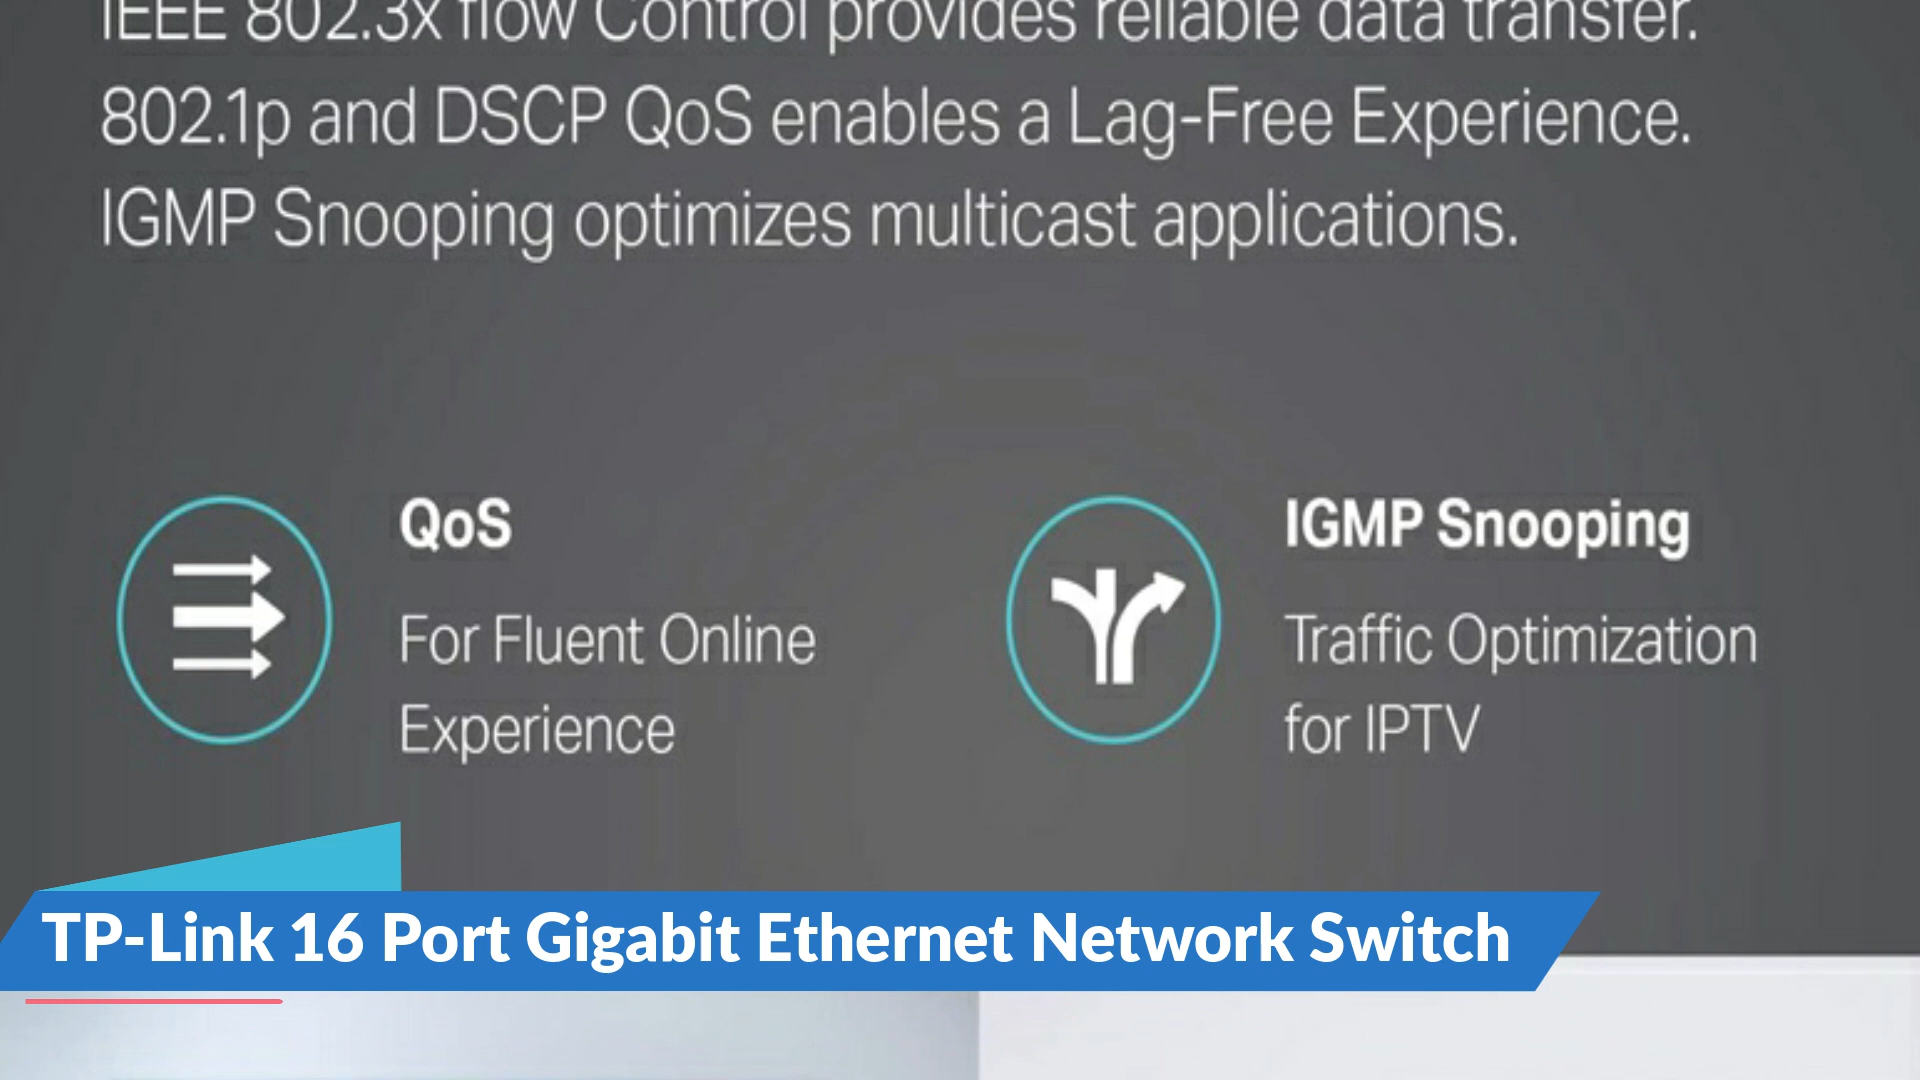 IEEE 802.3x flow Control provides reliable data transfer.
802.1p and DSCP QoS enables a Lag-Free Experience.
IGMP Snooping optimizes multicast applications.
QoS
For Fluent Online
Experience
IGMP Snooping
Traffic Optimization
for IPTV
TP-Link 16 Port Gigabit Ethernet Network Switch